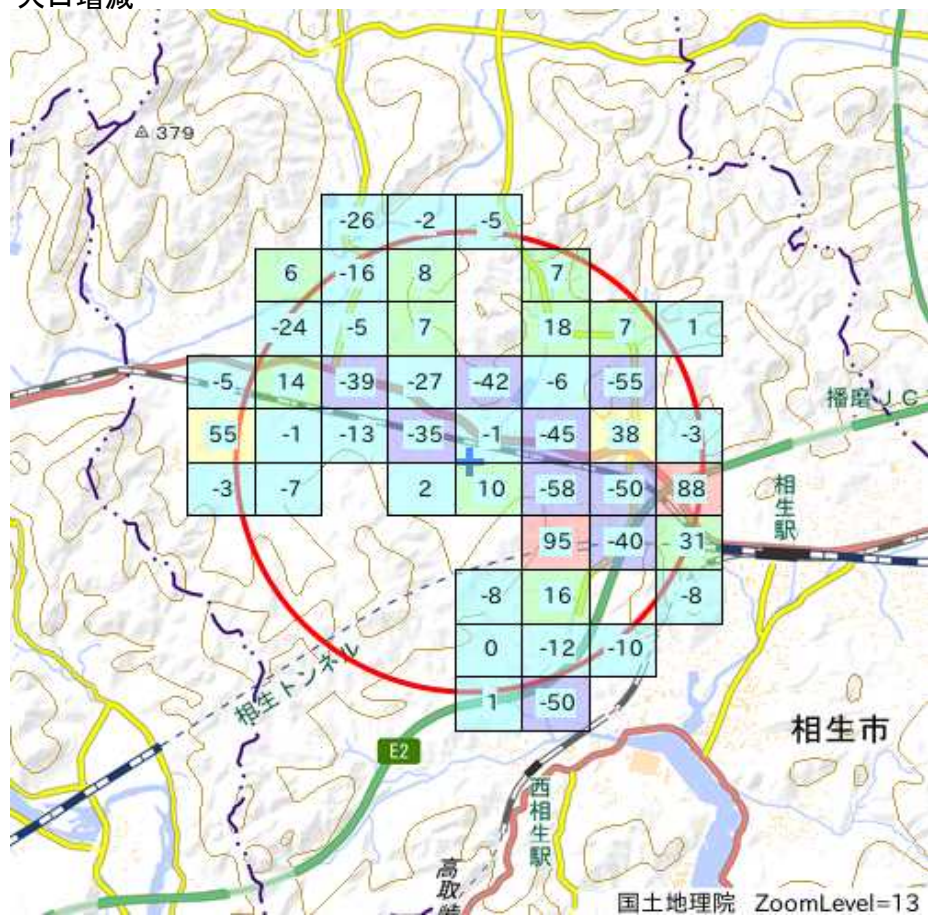 人口増減
379
-26 -2 -5
6 -16 8 7
-24 -5 7 18 7 1
-5 14 -39 -27 -42 -6 -55
播磨JC
55 -1 -13 -35 -1 -45 38 -3
-3 -7 2 10 -58 -50 88
相生駅
95 -40 31
-8 16 -8
0 -12 -10
相生トンネル
1 -50
相生市
E2
西相生駅
高取峠
国土地理院 ZoomLevel=13